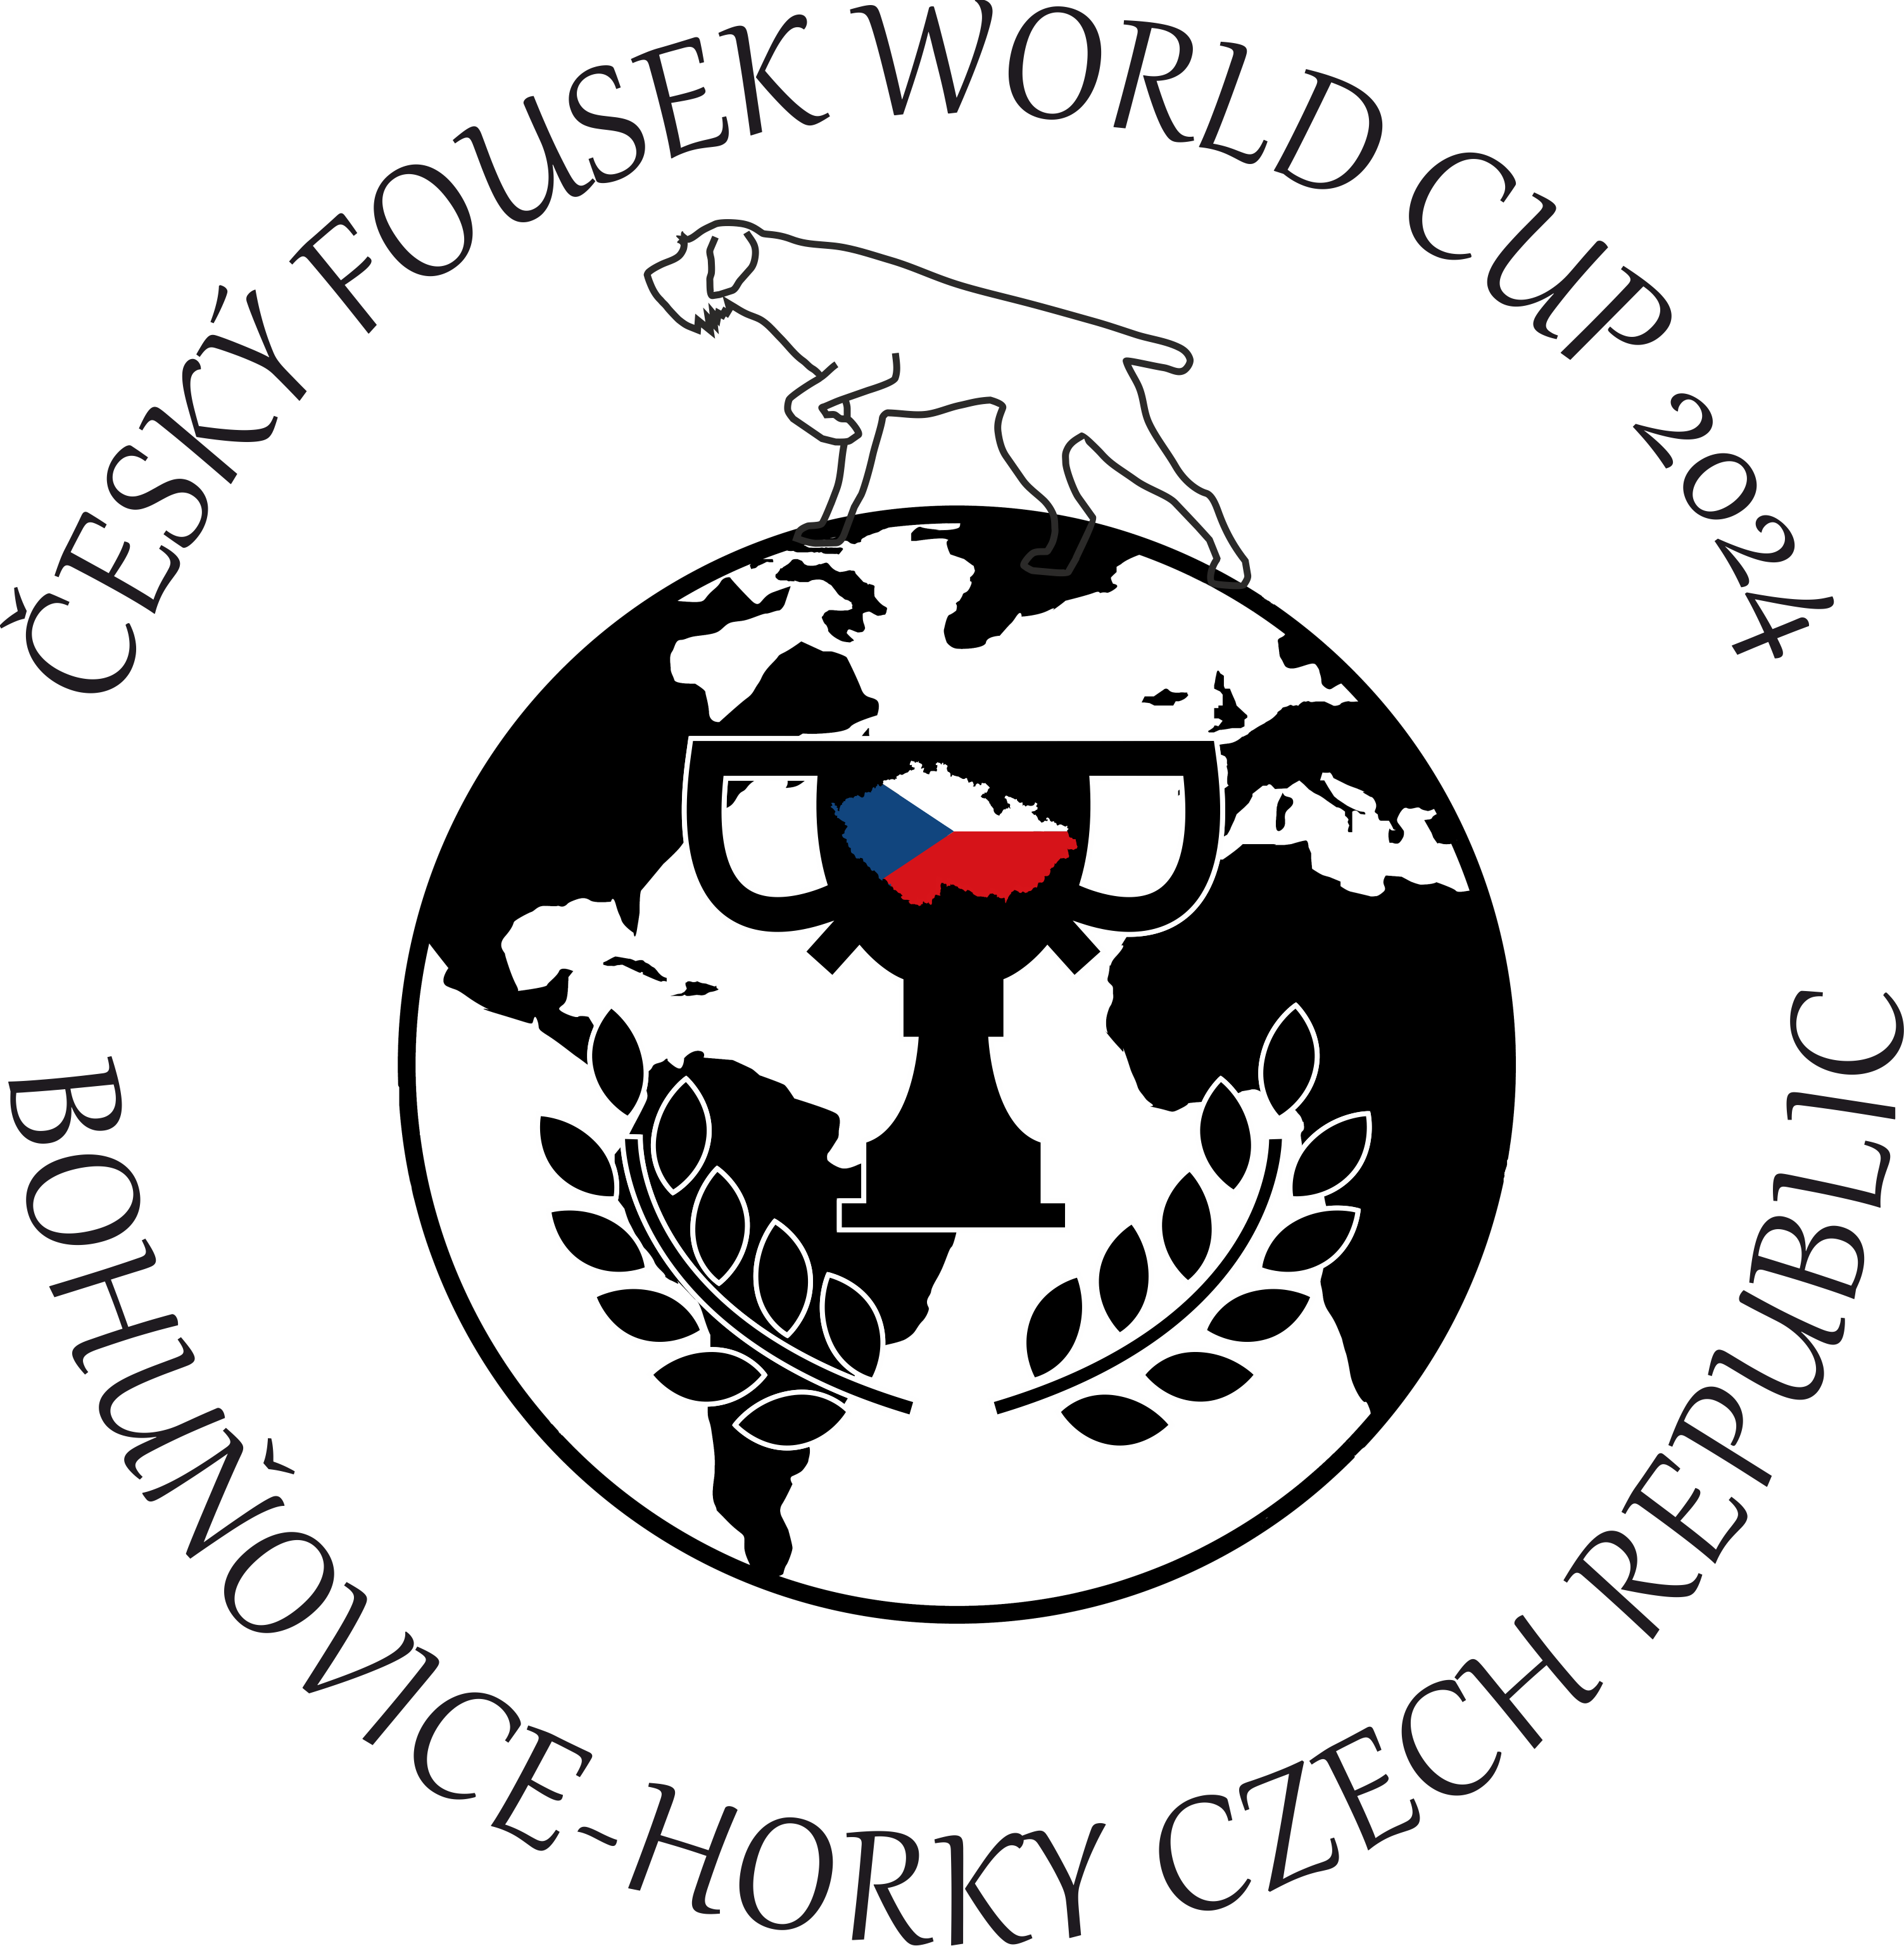 ČESKÝ FOUSEK WORLD CUP 2024
BOHUŇOVICE-HORKY CZECH REPUBLIC